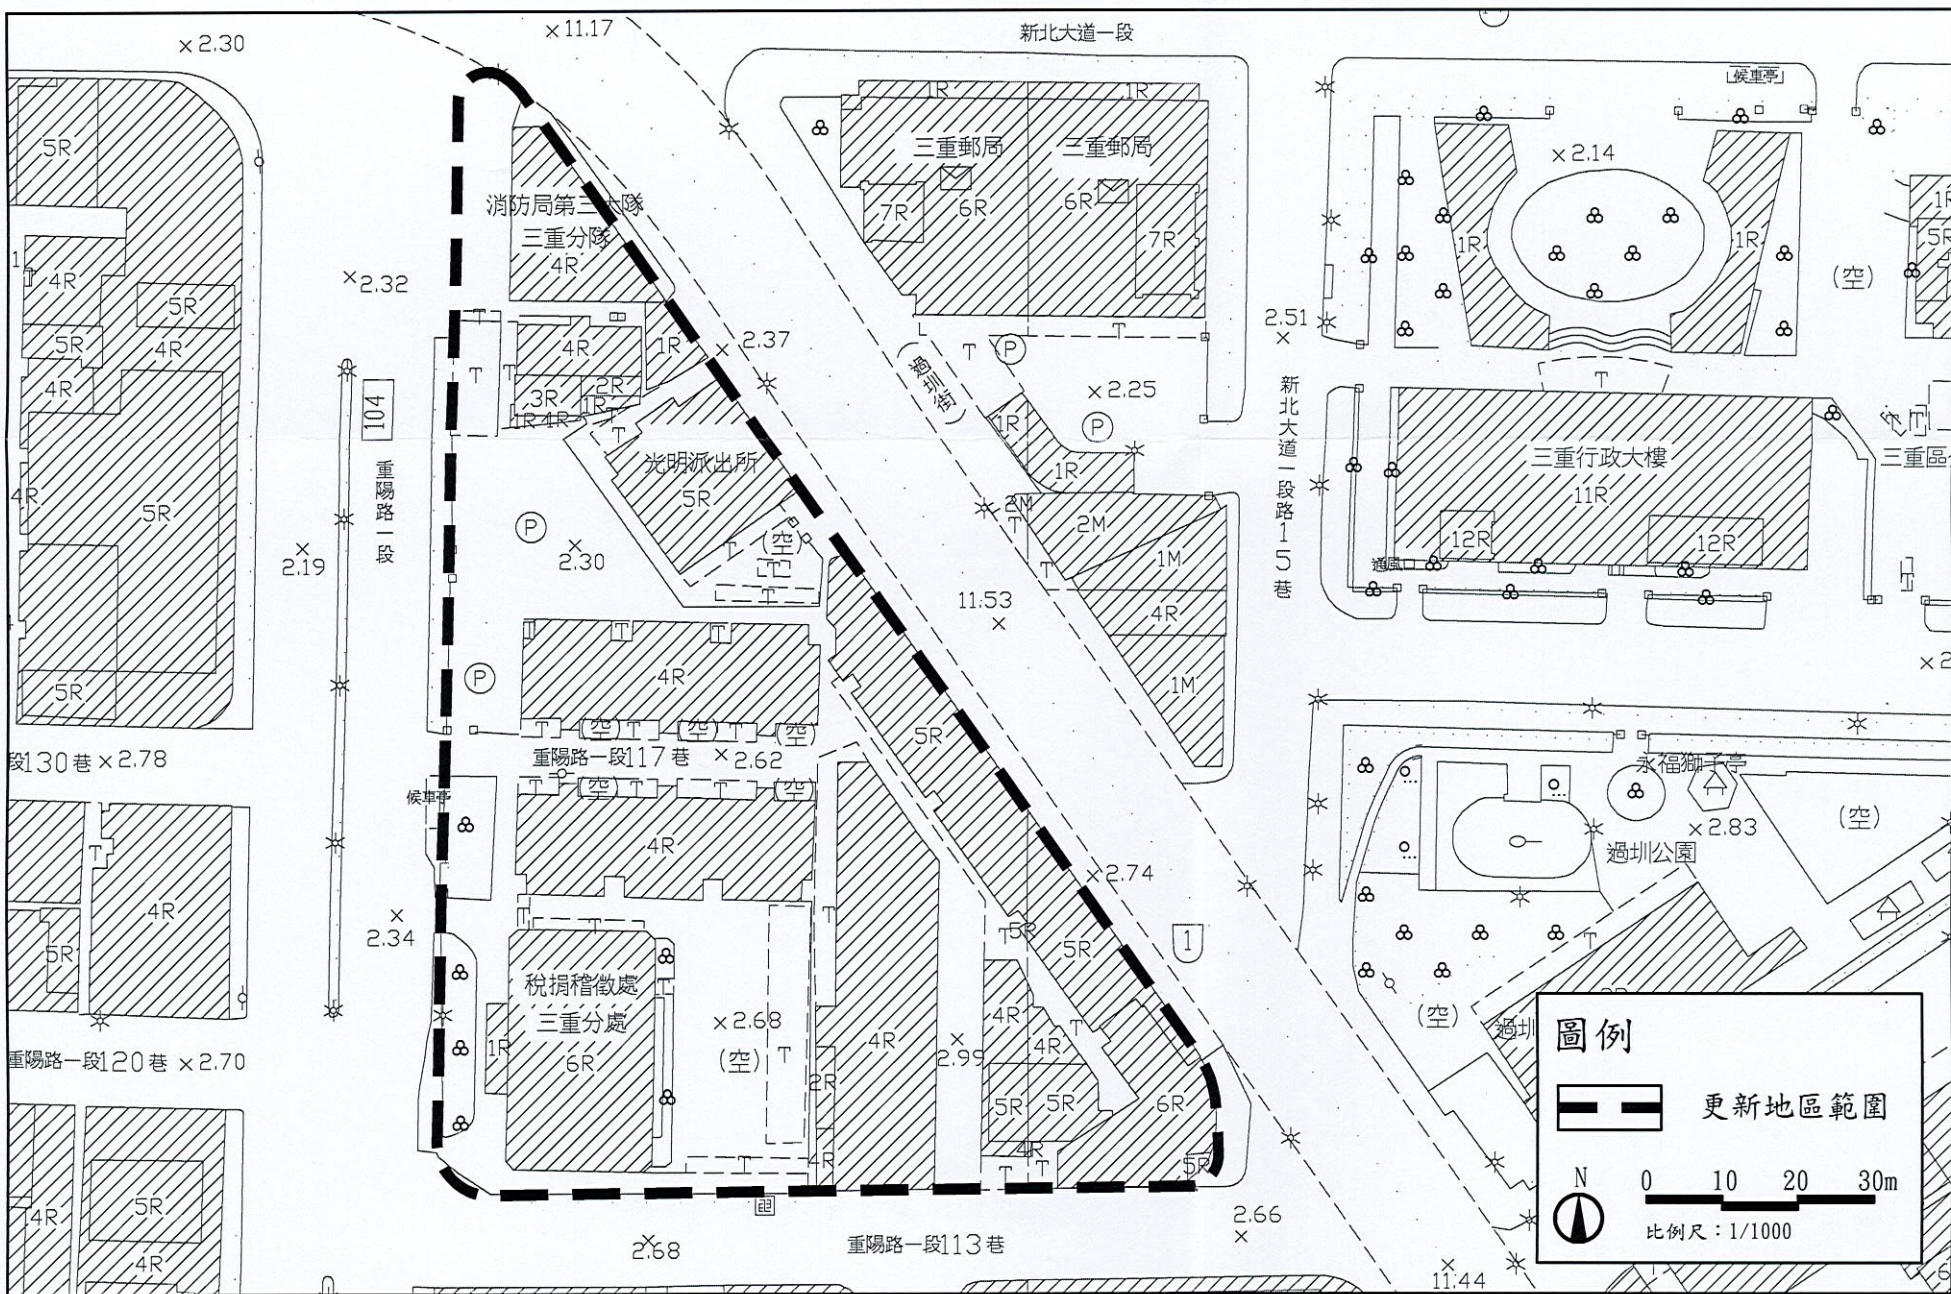 新北大道一段
×11.17
×2.30
候車亭
5R
1R
1R
三重郵局
三重郵局
×2.14
7R
6R
6R
7R
1R
1R
5R
(空)
消防局第三大隊
三重分隊
4R
4R
×2.32
5R
4R
5R
4R
2.51
×2.37
過圳街
P
×2.25
P
4R
1R
3R
2R
1R
4R
1R
104
重陽路一段
光明派出所
5R
1R
1R
新北大道一段路15巷
三重行政大樓
11R
三重區
12R
12R
通風
4R
5R
P
2.30
(空)
2M
2M
1M
4R
1M
2.19
11.53
5R
P
4R
5R
(空)
(空)
(空)
重陽路一段117巷
×2.62
(空)
(空)
段130巷×2.78
候車亭
4R
永福獅子亭
×2.83
過圳公園
(空)
×2.74
1
4R
5R
2.34
5R
5R
稅捐稽徵處
三重分處
6R
1R
×2.68
(空)
4R
2R
2.99
4R
4R
5R
5R
6R
4R
5R
4R
重陽路一段120巷×2.70
(空)
過圳
4R
5R
4R
2.68
重陽路一段113巷
2.66
11.44
圖例
更新地區範圍
N
0 10 20 30m
比例尺：1/1000